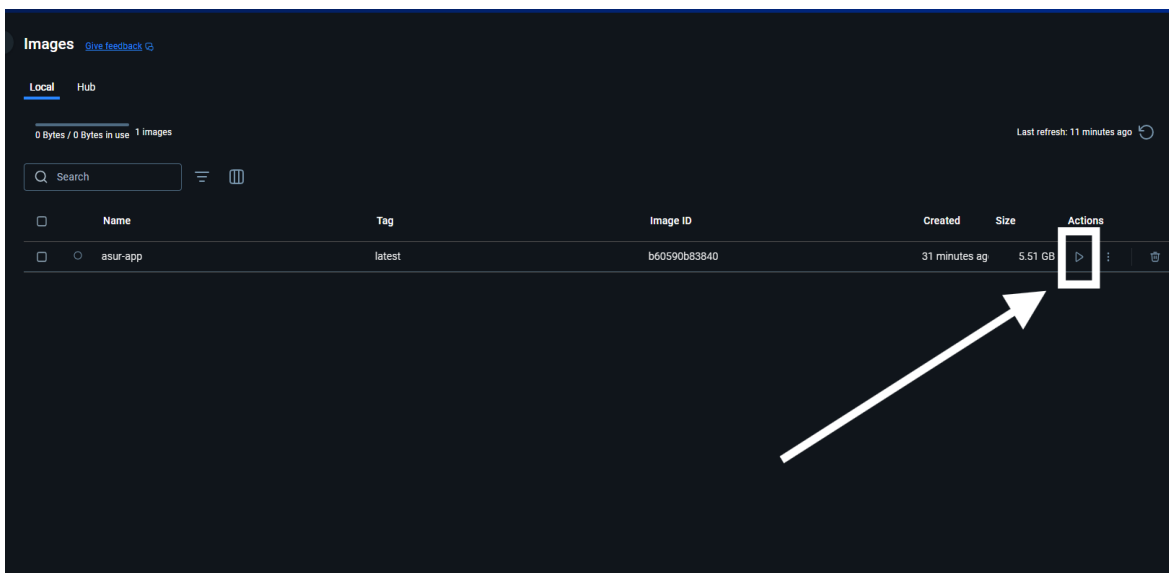 Images Give feedback
Local Hub
0 Bytes / 0 Bytes in use 1 images Last refresh: 11 minutes ago
Search
Name Tag Image ID Created Size Actions
asur-app latest b60590b83840 31 minutes ag 5.51 GB